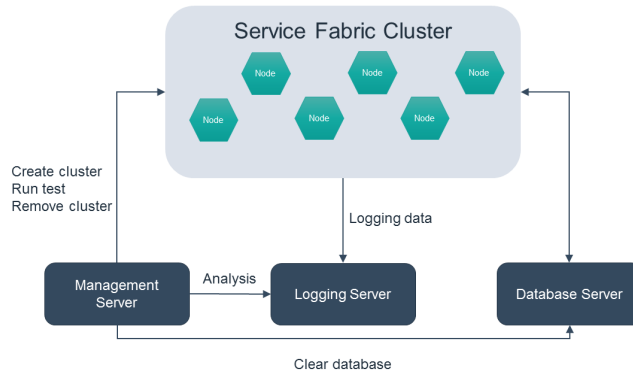 Service Fabric Cluster
Node
Node
Node
Node
Node
Node
Create cluster
Run test
Remove cluster
Logging data
Management
Server
Analysis
Logging Server
Database Server
Clear database